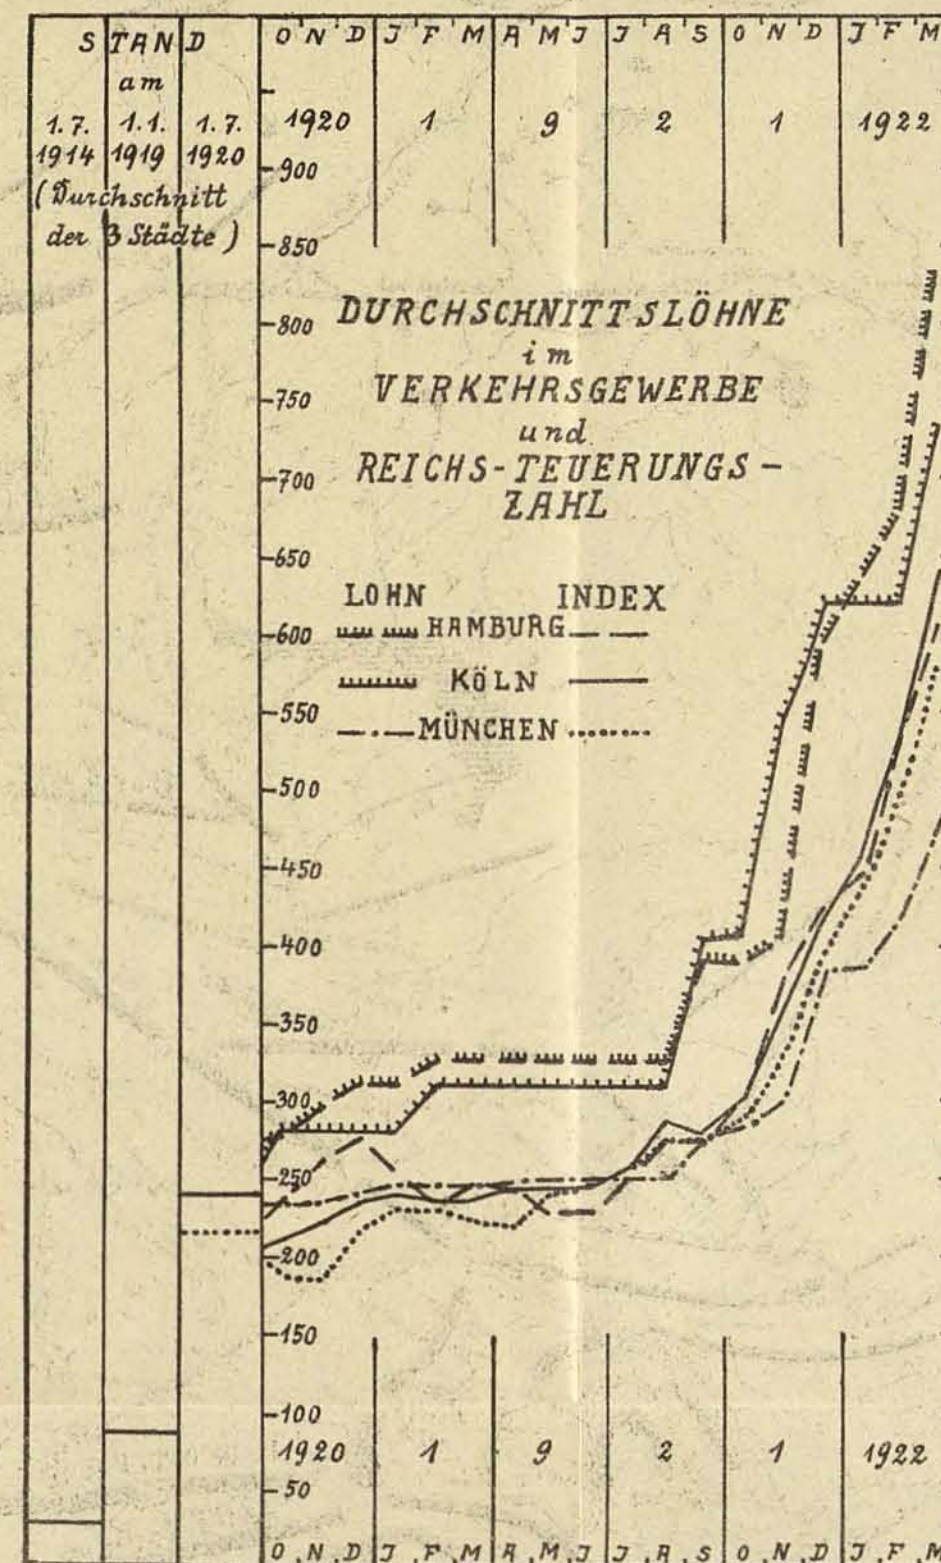 STAND
am
1.7. 1.1. 1.7.
1914 1919 1920
(Durchschnitt
der 3 Städte)
O N D J F M A M J J A S O N D J F M
1920 1 9 2 1 1922
900
850
800
750
700
650
600
550
500
450
400
350
300
250
200
150
100
50
DURCHSCHNITTSLÖHNE
im
VERKEHRSGEWERBE
und
REICHS-TEUERUNGS-
ZAHL
LOHN INDEX
HAMBURG
KÖLN
MÜNCHEN
1920 1 9 2 1 1922
O N D J F M A M J J A S O N D J F M